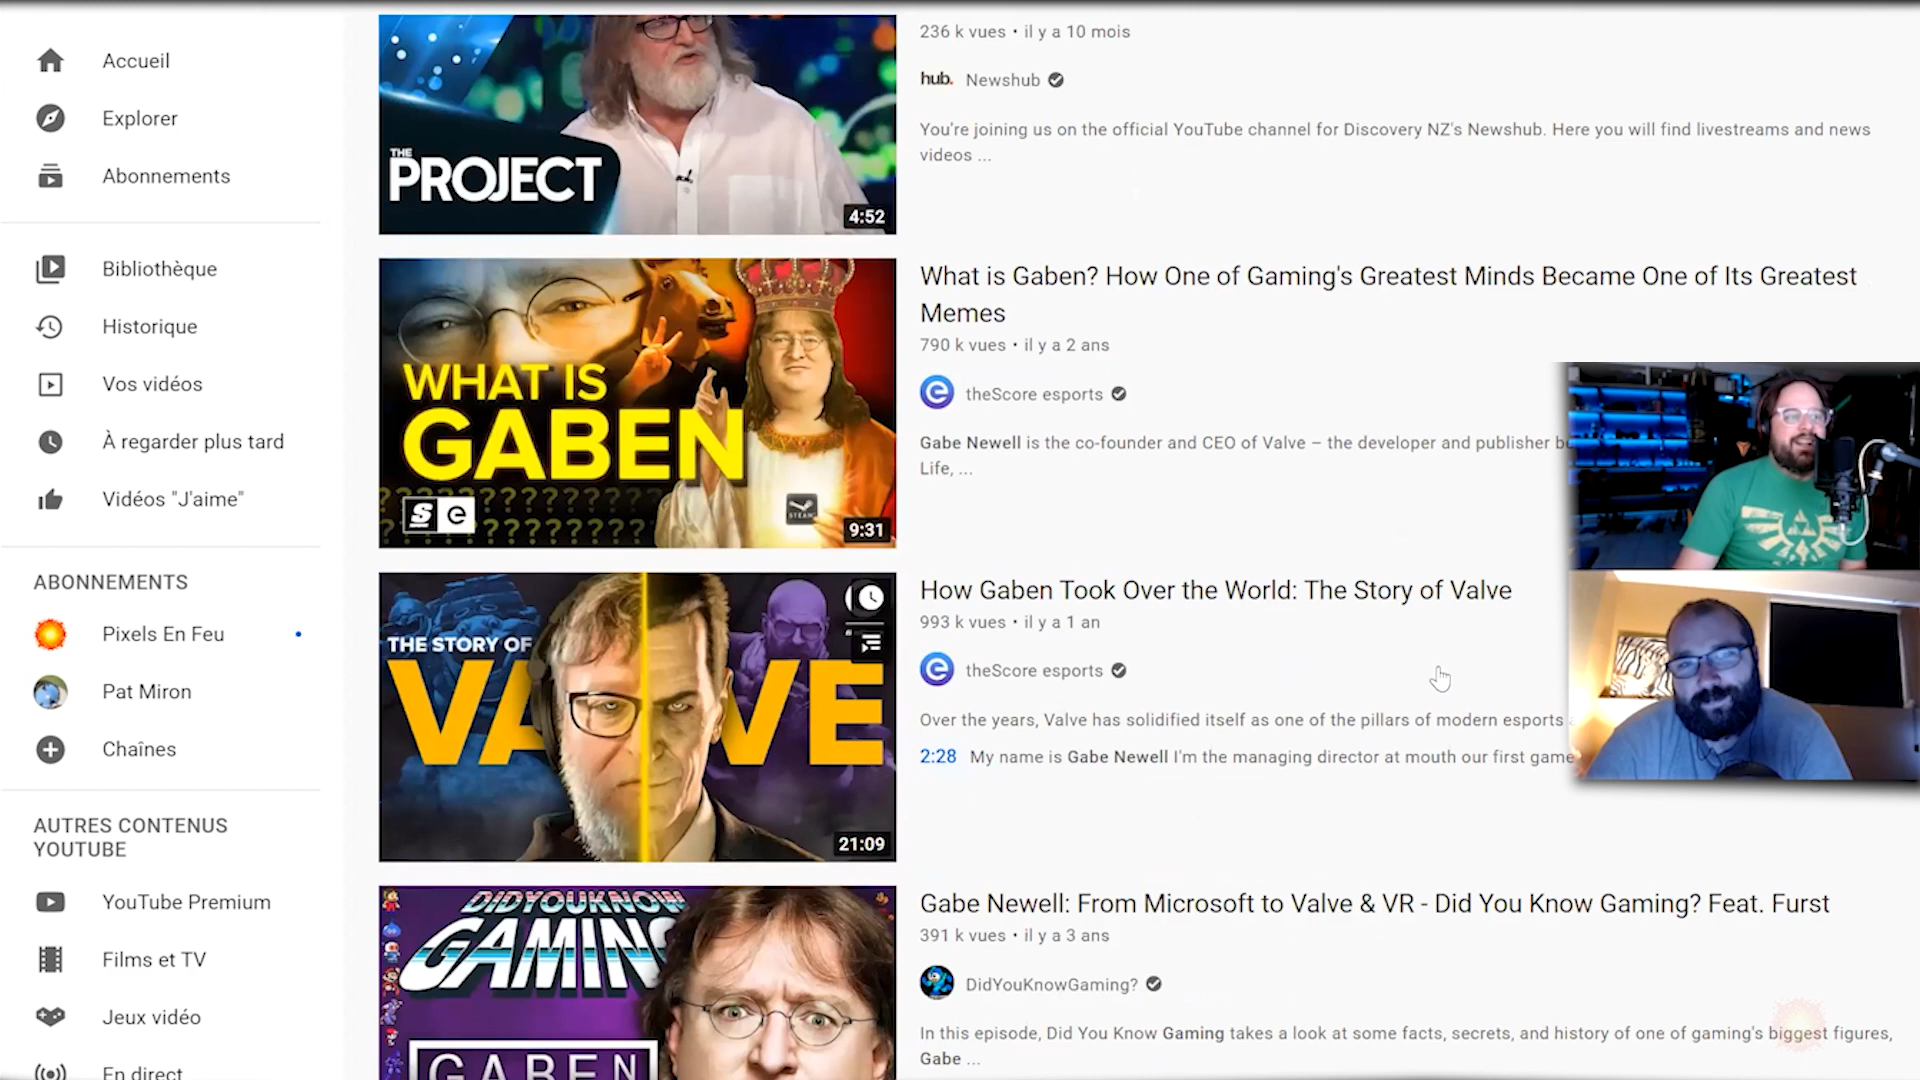 Accueil
Explorer
Abonnements
Bibliothèque
Historique
Vos vidéos
À regarder plus tard
Vidéos "J'aime"
ABONNEMENTS
Pixels En Feu
Pat Miron
Chaînes
AUTRES CONTENUS
YOUTUBE
YouTube Premium
Films et TV
Jeux vidéo
En direct
THE
PROJECT
4:52
236 k vues • il y a 10 mois
hub. Newshub
You're joining us on the official YouTube channel for Discovery NZ's Newshub. Here you will find livestreams and news
videos ...
WHAT IS
GABEN
????????????????
STEAM
9:31
What is Gaben? How One of Gaming's Greatest Minds Became One of Its Greatest
Memes
790 k vues • il y a 2 ans
theScore esports
Gabe Newell is the co-founder and CEO of Valve – the developer and publisher
Life, ...
THE STORY OF
VALVE
21:09
How Gaben Took Over the World: The Story of Valve
993 k vues • il y a 1 an
theScore esports
Over the years, Valve has solidified itself as one of the pillars of modern esports
2:28 My name is Gabe Newell I'm the managing director at mouth our first game
DIDYOUKNOW
GAMING
GABEN
Gabe Newell: From Microsoft to Valve & VR - Did You Know Gaming? Feat. Furst
391 k vues • il y a 3 ans
DidYouKnowGaming?
In this episode, Did You Know Gaming takes a look at some facts, secrets, and history of one of gaming's biggest figures,
Gabe ...